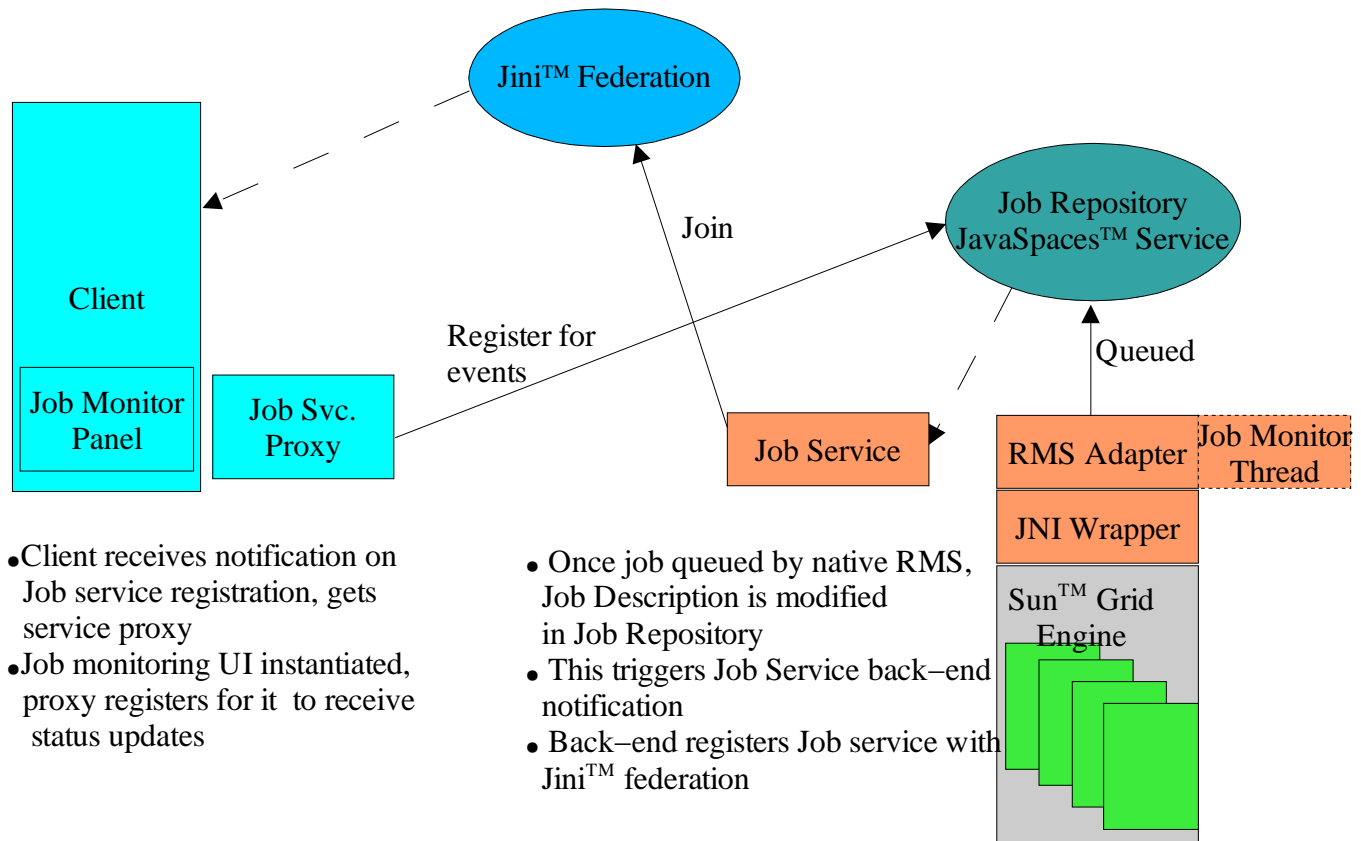 Jini™ Federation
Job Repository
JavaSpaces™ Service
Join
Client
Register for
events
Queued
Job Monitor
Panel
Job Svc.
Proxy
Job Service
RMS Adapter
Job Monitor
Thread
JNI Wrapper
Sun™ Grid
Engine
●Client receives notification on
Job service registration, gets
service proxy
●Job monitoring UI instantiated,
proxy registers for it to receive
status updates
● Once job queued by native RMS,
Job Description is modified
in Job Repository
● This triggers Job Service back−end
notification
● Back−end registers Job service with
Jini™ federation